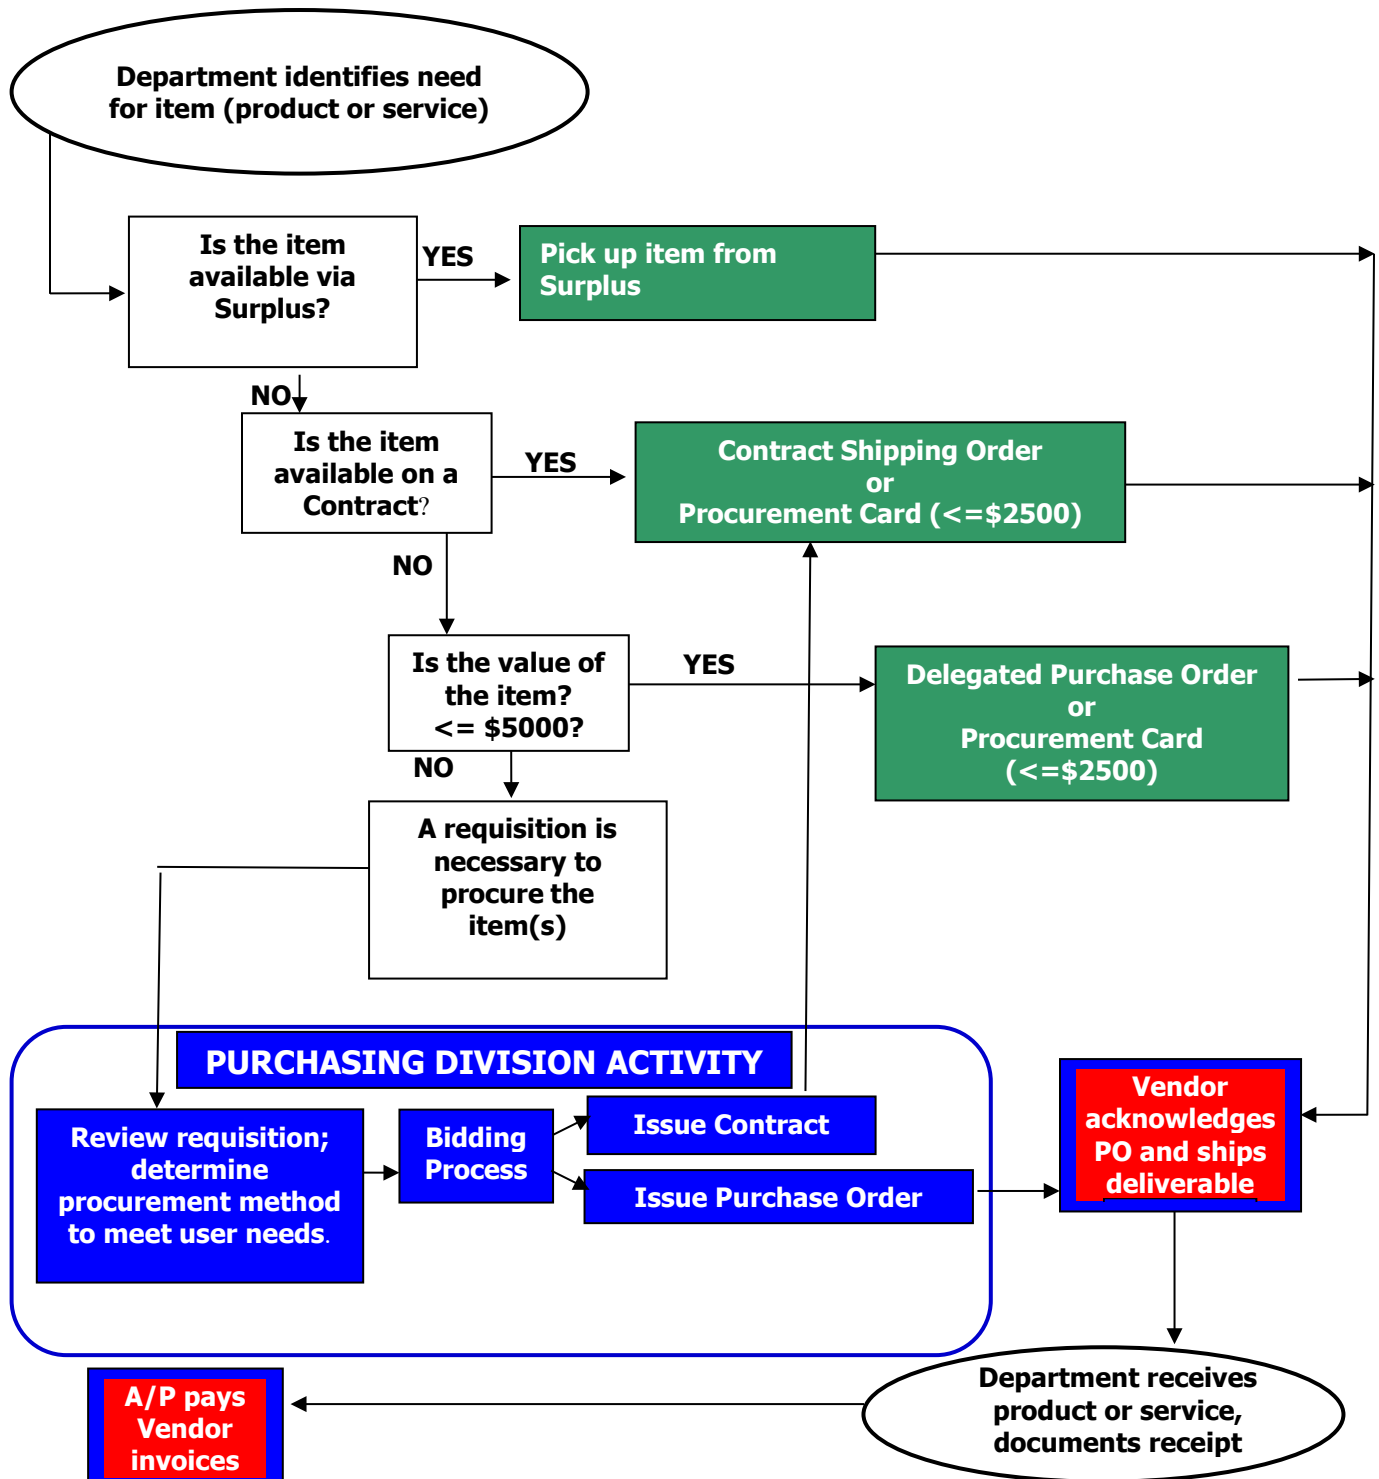 Department identifies need
for item (product or service)
Is the item
available via
Surplus?
YES
Pick up item from
Surplus
NO
Is the item
available on a
Contract?
YES
Contract Shipping Order
or
Procurement Card (<=$2500)
NO
Is the value of
the item?
<= $5000?
YES
Delegated Purchase Order
or
Procurement Card
(<=$2500)
NO
A requisition is
necessary to
procure the
item(s)
PURCHASING DIVISION ACTIVITY
Review requisition;
determine
procurement method
to meet user needs.
Bidding
Process
Issue Contract
Issue Purchase Order
Vendor
acknowledges
PO and ships
deliverable
Department receives
product or service,
documents receipt
A/P pays
Vendor
invoices